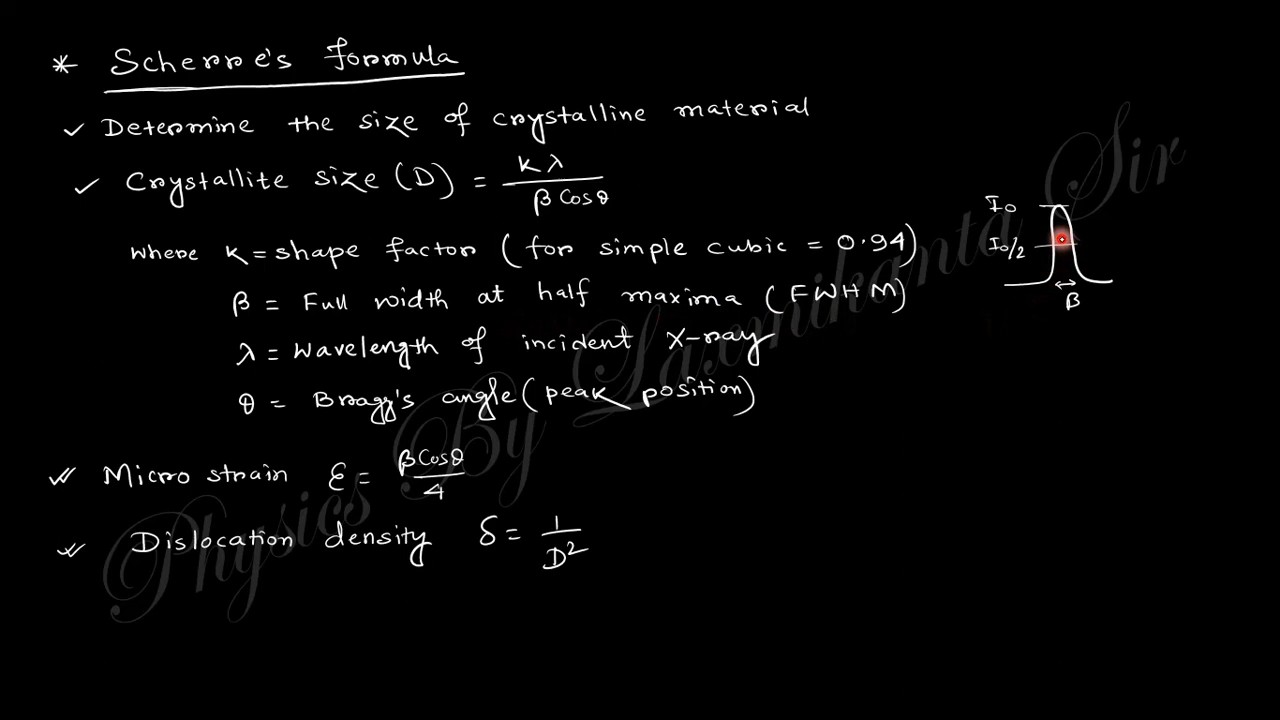 * Scherre's formula
✓ Determine the size of crystalline material
✓ Crystallite size (D) = Kλ / β Cosθ
where K = shape factor (for simple cubic = 0.94)
β = Full width at half maxima (FWHM)
λ = Wavelength of incident X-ray
θ = Bragg's angle (peak position)
✓ Micro strain ε = βCosθ / 4
✓ Dislocation density δ = 1 / D²
I₀
I₀/2
β
Physics By Laxmikanta Sir